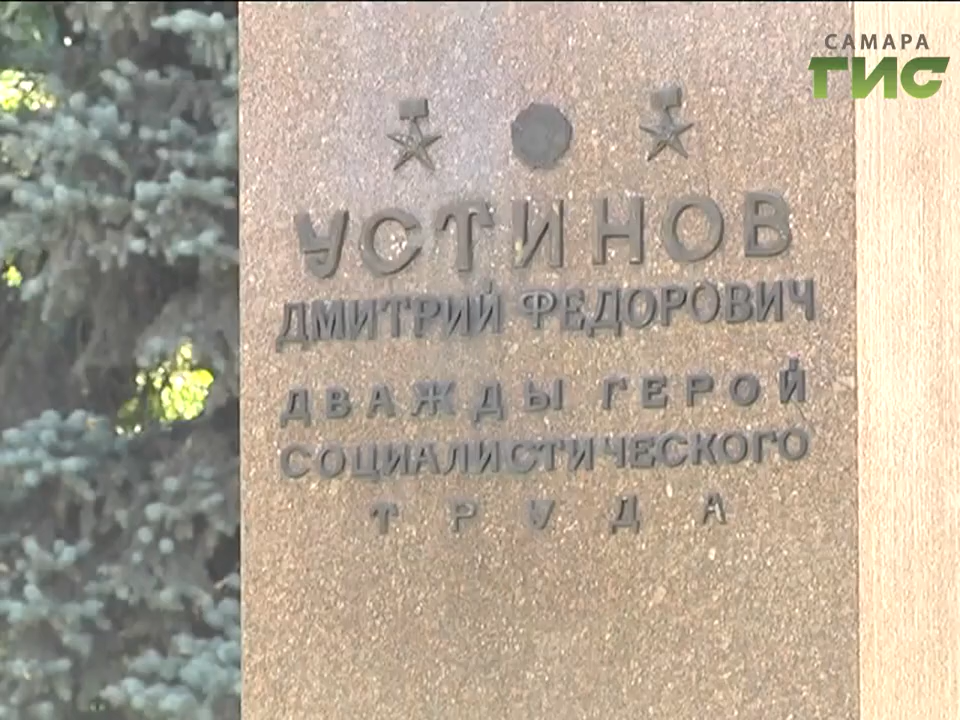 САМАРА
ГИС
УСТИНОВ
ДМИТРИЙ ФЕДОРОВИЧ
ДВАЖДЫ ГЕРОЙ
СОЦИАЛИСТИЧЕСКОГО
ТРУДА